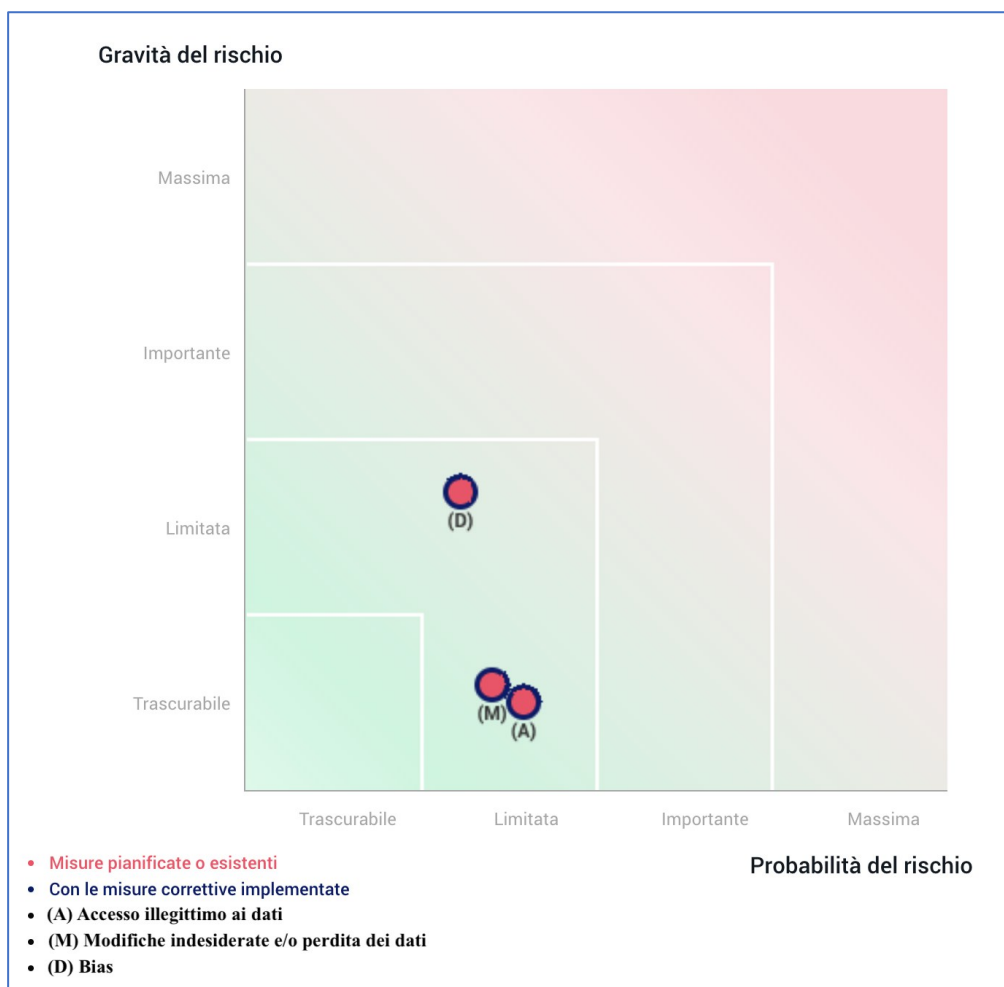 Gravità del rischio
Massima
Importante
(D)
Limitata
Trascurabile
(M)
(A)
Trascurabile Limitata Importante Massima
Probabilità del rischio
• Misure pianificate o esistenti
• Con le misure correttive implementate
• (A) Accesso illegittimo ai dati
• (M) Modifiche indesiderate e/o perdita dei dati
• (D) Bias